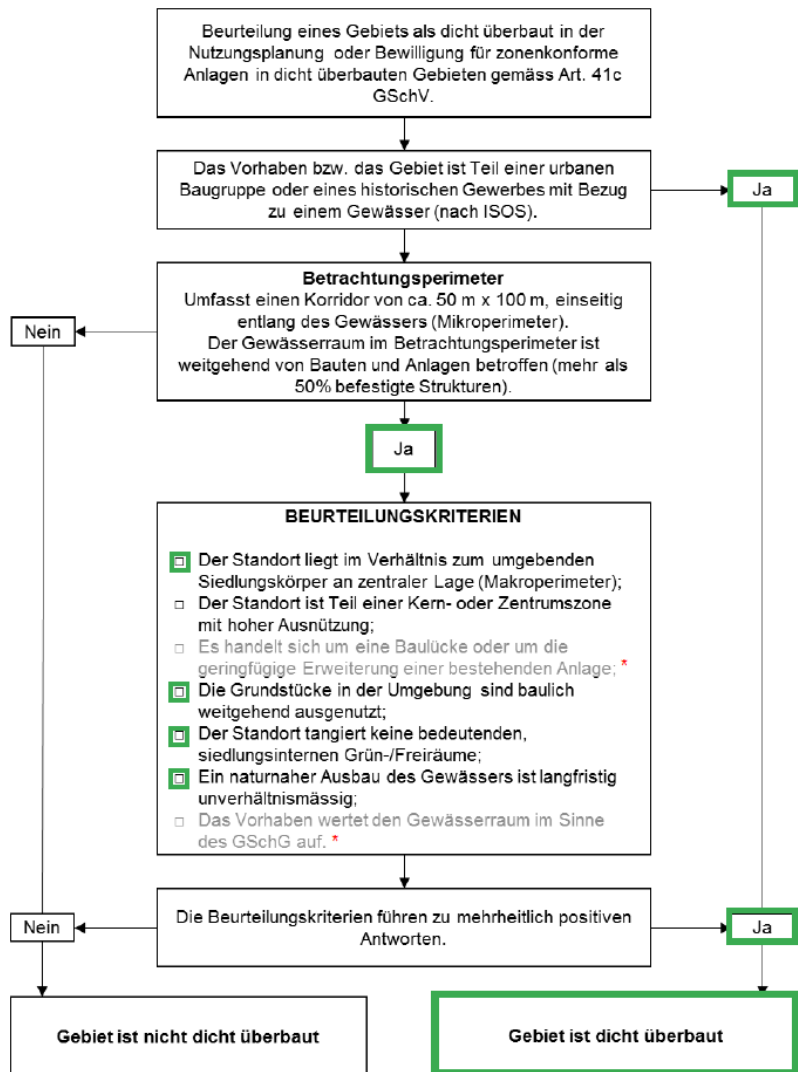 Beurteilung eines Gebiets als dicht überbaut in der
Nutzungsplanung oder Bewilligung für zonenkonforme
Anlagen in dicht überbauten Gebieten gemäss Art. 41c
GSchV.
Das Vorhaben bzw. das Gebiet ist Teil einer urbanen
Baugruppe oder eines historischen Gewerbes mit Bezug
zu einem Gewässer (nach ISOS).
Ja
Betrachtungsperimeter
Umfasst einen Korridor von ca. 50 m x 100 m, einseitig
entlang des Gewässers (Mikroperimeter).
Der Gewässerraum im Betrachtungsperimeter ist
weitgehend von Bauten und Anlagen betroffen (mehr als
50% befestigte Strukturen).
Nein
Ja
BEURTEILUNGSKRITERIEN
□ Der Standort liegt im Verhältnis zum umgebenden
Siedlungskörper an zentraler Lage (Makroperimeter);
□ Der Standort ist Teil einer Kern- oder Zentrumszone
mit hoher Ausnützung;
□ Es handelt sich um eine Baulücke oder um die
geringfügige Erweiterung einer bestehenden Anlage; *
□ Die Grundstücke in der Umgebung sind baulich
weitgehend ausgenutzt;
□ Der Standort tangiert keine bedeutenden,
siedlungsinternen Grün-/Freiräume;
□ Ein naturnaher Ausbau des Gewässers ist langfristig
unverhältnismässig;
□ Das Vorhaben wertet den Gewässerraum im Sinne
des GSchG auf. *
Nein
Die Beurteilungskriterien führen zu mehrheitlich positiven
Antworten.
Ja
Gebiet ist nicht dicht überbaut
Gebiet ist dicht überbaut